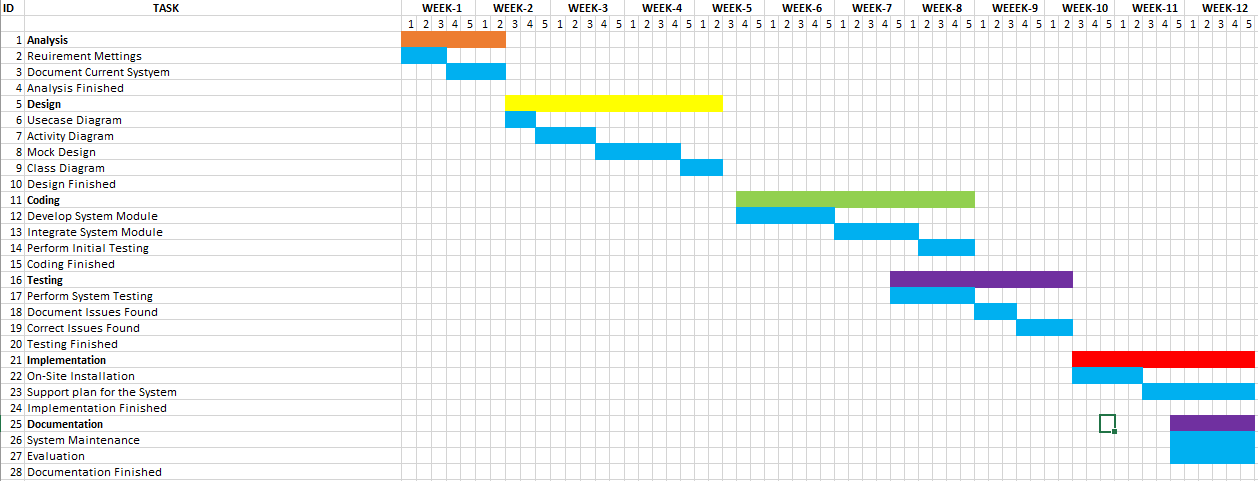 ID TASK WEEK-1 WEEK-2 WEEK-3 WEEK-4 WEEK-5 WEEK-6 WEEK-7 WEEK-8 WEEEK-9 WEEK-10 WEEK-11 WEEK-12
1 2 3 4 5 1 2 3 4 5 1 2 3 4 5 1 2 3 4 5 1 2 3 4 5 1 2 3 4 5 1 2 3 4 5 1 2 3 4 5 1 2 3 4 5 1 2 3 4 5 1 2 3 4 5 1 2 3 4 5
1 Analysis
2 Reuirement Mettings
3 Document Current Systyem
4 Analysis Finished
5 Design
6 Usecase Diagram
7 Activity Diagram
8 Mock Design
9 Class Diagram
10 Design Finished
11 Coding
12 Develop System Module
13 Integrate System Module
14 Perform Initial Testing
15 Coding Finished
16 Testing
17 Perform System Testing
18 Document Issues Found
19 Correct Issues Found
20 Testing Finished
21 Implementation
22 On-Site Installation
23 Support plan for the System
24 Implementation Finished
25 Documentation
26 System Maintenance
27 Evaluation
28 Documentation Finished